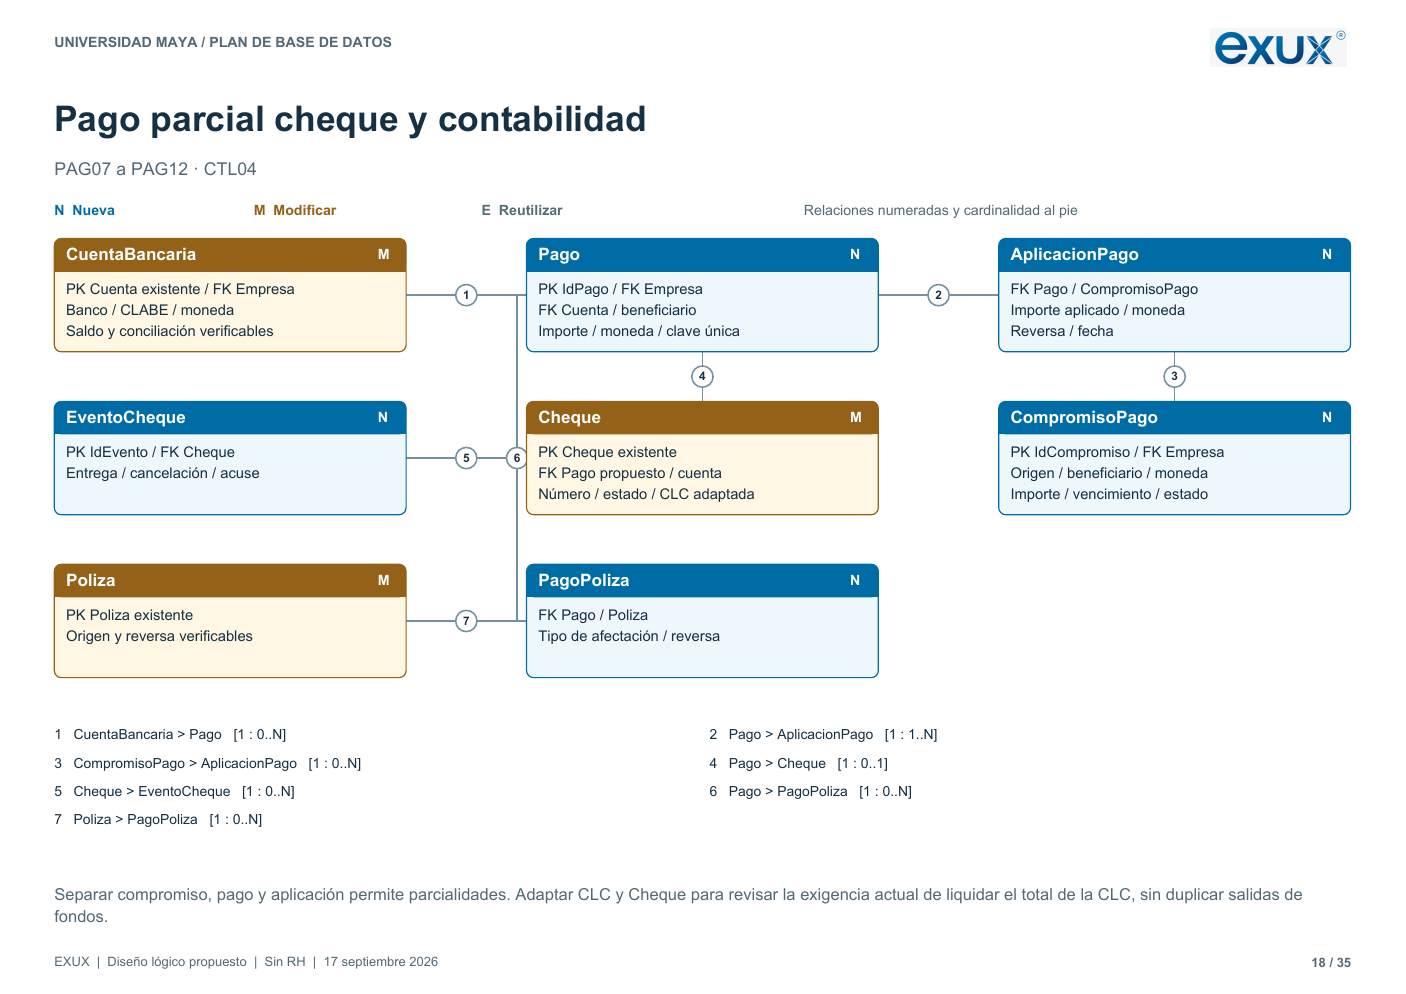 UNIVERSIDAD MAYA / PLAN DE BASE DE DATOS
exux®
Pago parcial cheque y contabilidad
PAG07 a PAG12 · CTL04
N Nueva
M Modificar
E Reutilizar
Relaciones numeradas y cardinalidad al pie
CuentaBancaria M
PK Cuenta existente / FK Empresa
Banco / CLABE / moneda
Saldo y conciliación verificables
1
Pago N
PK IdPago / FK Empresa
FK Cuenta / beneficiario
Importe / moneda / clave única
2
AplicacionPago N
FK Pago / CompromisoPago
Importe aplicado / moneda
Reversa / fecha
4
3
EventoCheque N
PK IdEvento / FK Cheque
Entrega / cancelación / acuse
5
6
Cheque M
PK Cheque existente
FK Pago propuesto / cuenta
Número / estado / CLC adaptada
CompromisoPago N
PK IdCompromiso / FK Empresa
Origen / beneficiario / moneda
Importe / vencimiento / estado
Poliza M
PK Poliza existente
Origen y reversa verificables
7
PagoPoliza N
FK Pago / Poliza
Tipo de afectación / reversa
1 CuentaBancaria > Pago [1 : 0..N]
2 Pago > AplicacionPago [1 : 1..N]
3 CompromisoPago > AplicacionPago [1 : 0..N]
4 Pago > Cheque [1 : 0..1]
5 Cheque > EventoCheque [1 : 0..N]
6 Pago > PagoPoliza [1 : 0..N]
7 Poliza > PagoPoliza [1 : 0..N]
Separar compromiso, pago y aplicación permite parcialidades. Adaptar CLC y Cheque para revisar la exigencia actual de liquidar el total de la CLC, sin duplicar salidas de
fondos.
EXUX | Diseño lógico propuesto | Sin RH | 17 septiembre 2026
18 / 35